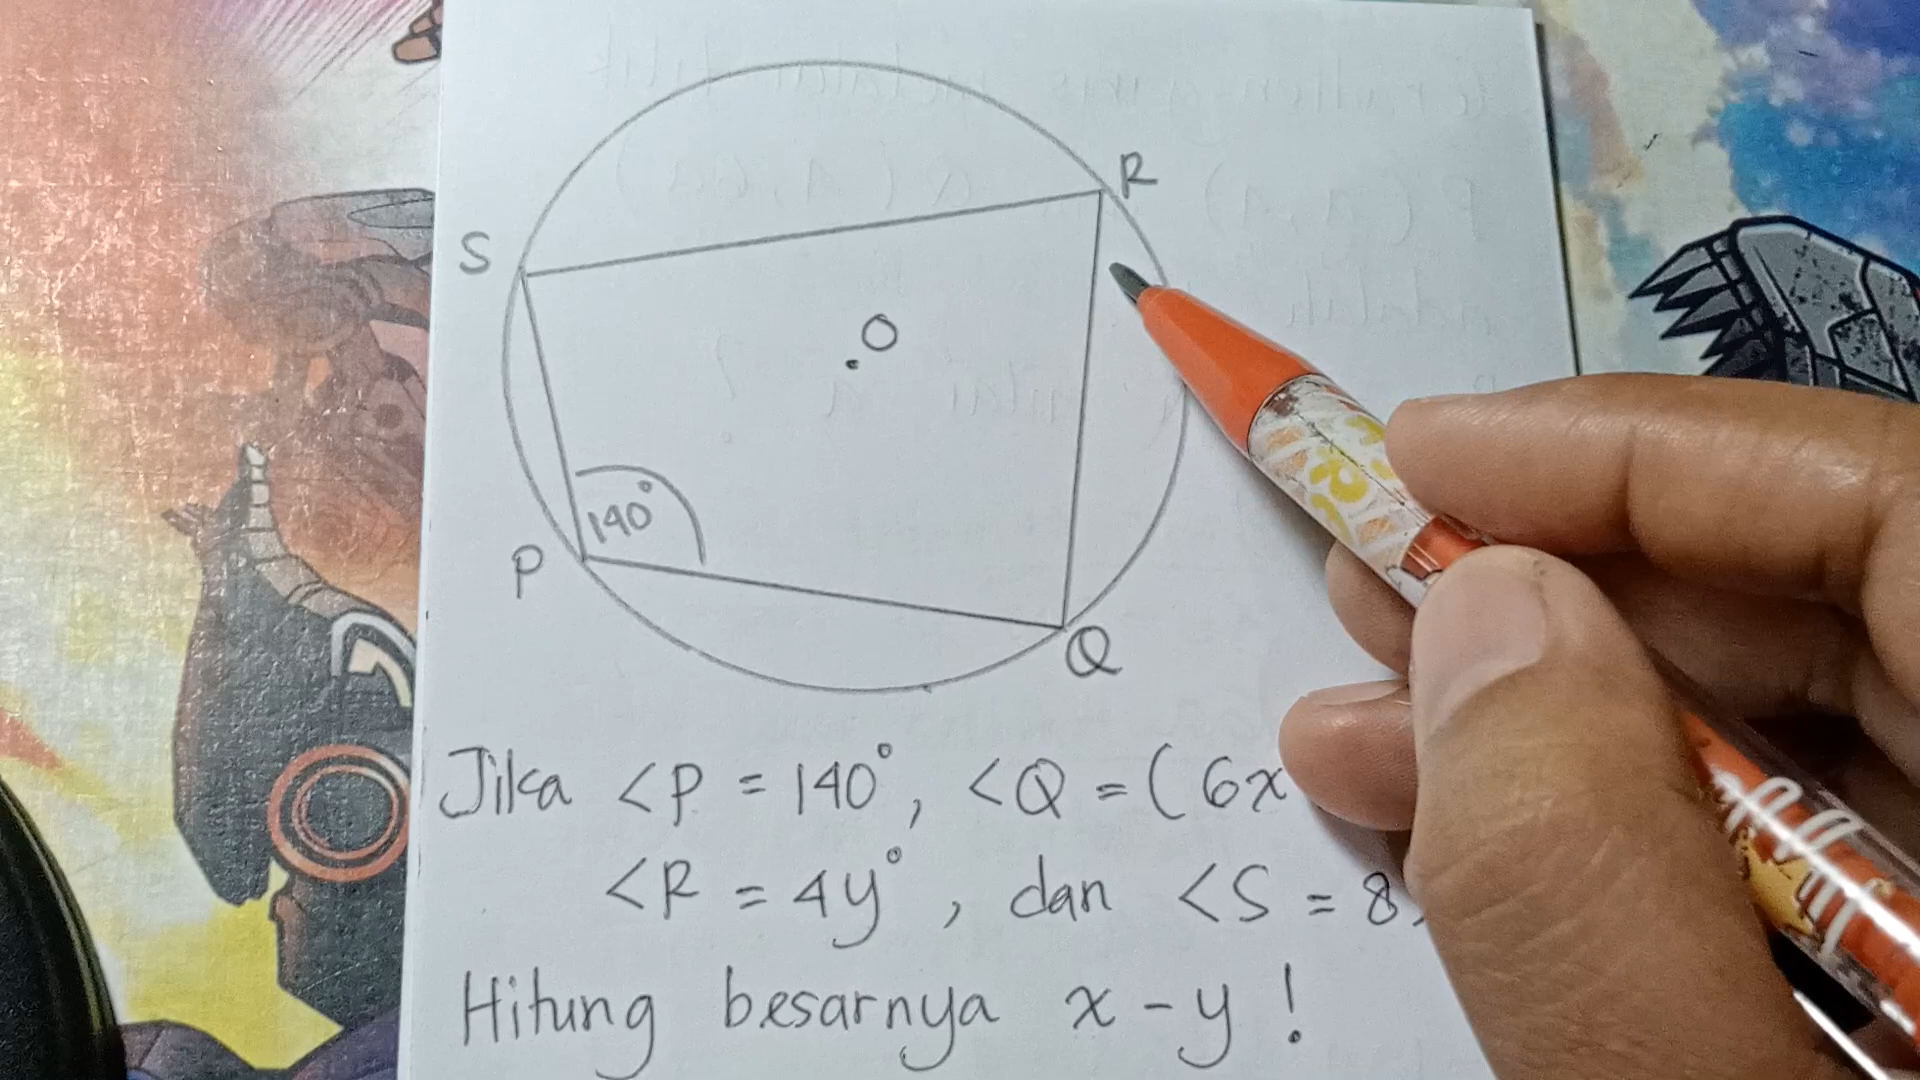 R
S
O
140°
P
Q
Jika <P = 140°, <Q = (6x
<R = 4y°, dan <S = 8
Hitung besarnya x - y !